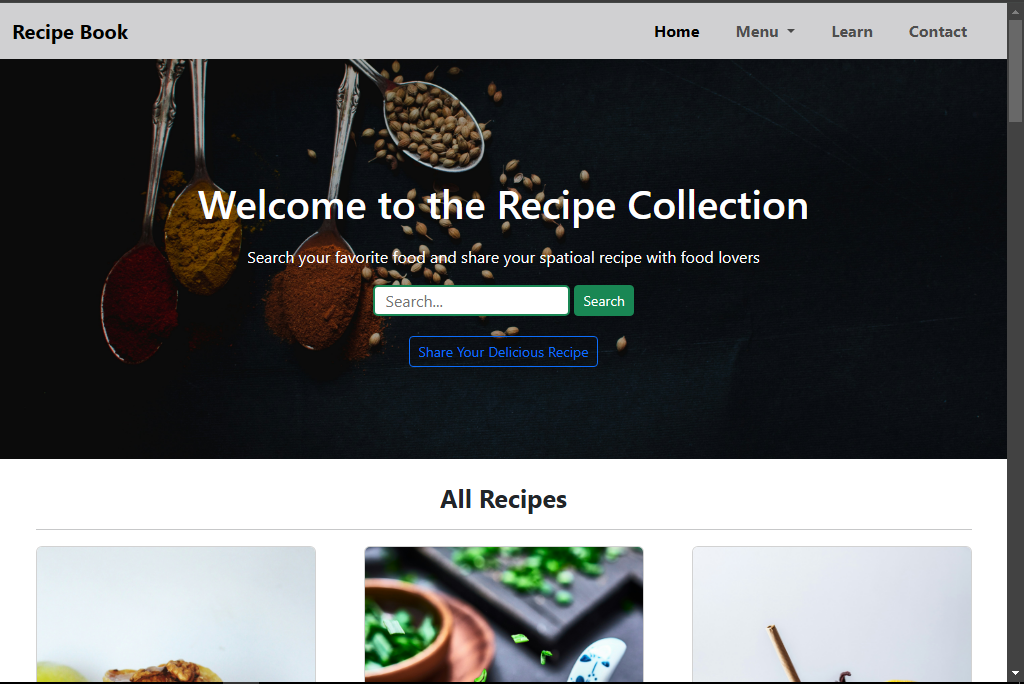 Recipe Book
Home Menu Learn Contact
Welcome to the Recipe Collection
Search your favorite food and share your spatioal recipe with food lovers
Search... Search
Share Your Delicious Recipe
All Recipes